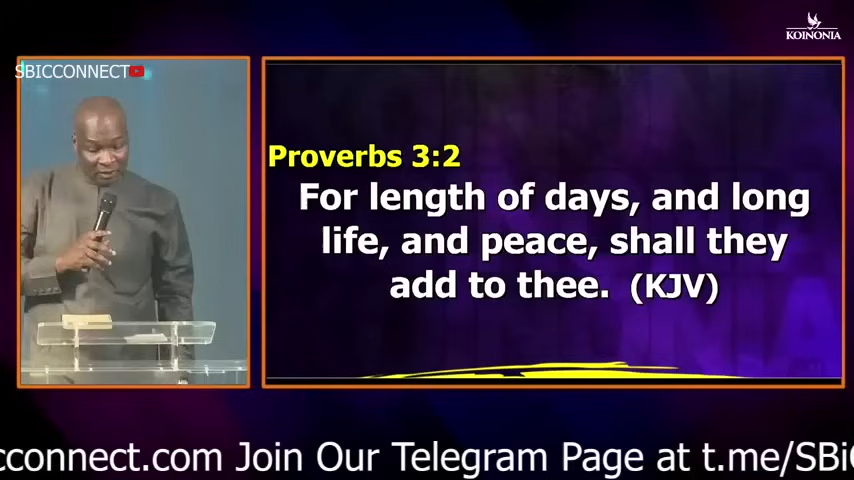 KOINONIA
SBICCONNECT
Proverbs 3:2
For length of days, and long
life, and peace, shall they
add to thee. (KJV)
cconnect.com Join Our Telegram Page at t.me/SBiC